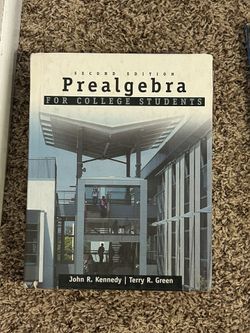 SECOND EDITION
Prealgebra
FOR COLLEGE STUDENTS
John R. Kennedy | Terry R. Green